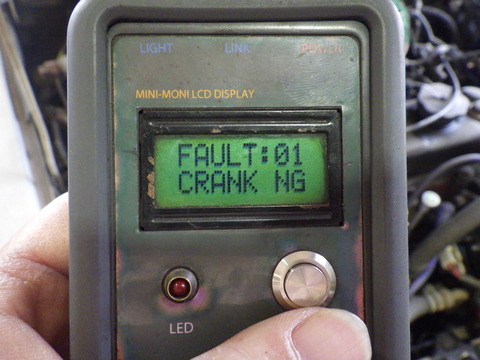 LIGHT LINK POWER
MINI-MONI LCD DISPLAY
FAULT:01
CRANK NG
LED